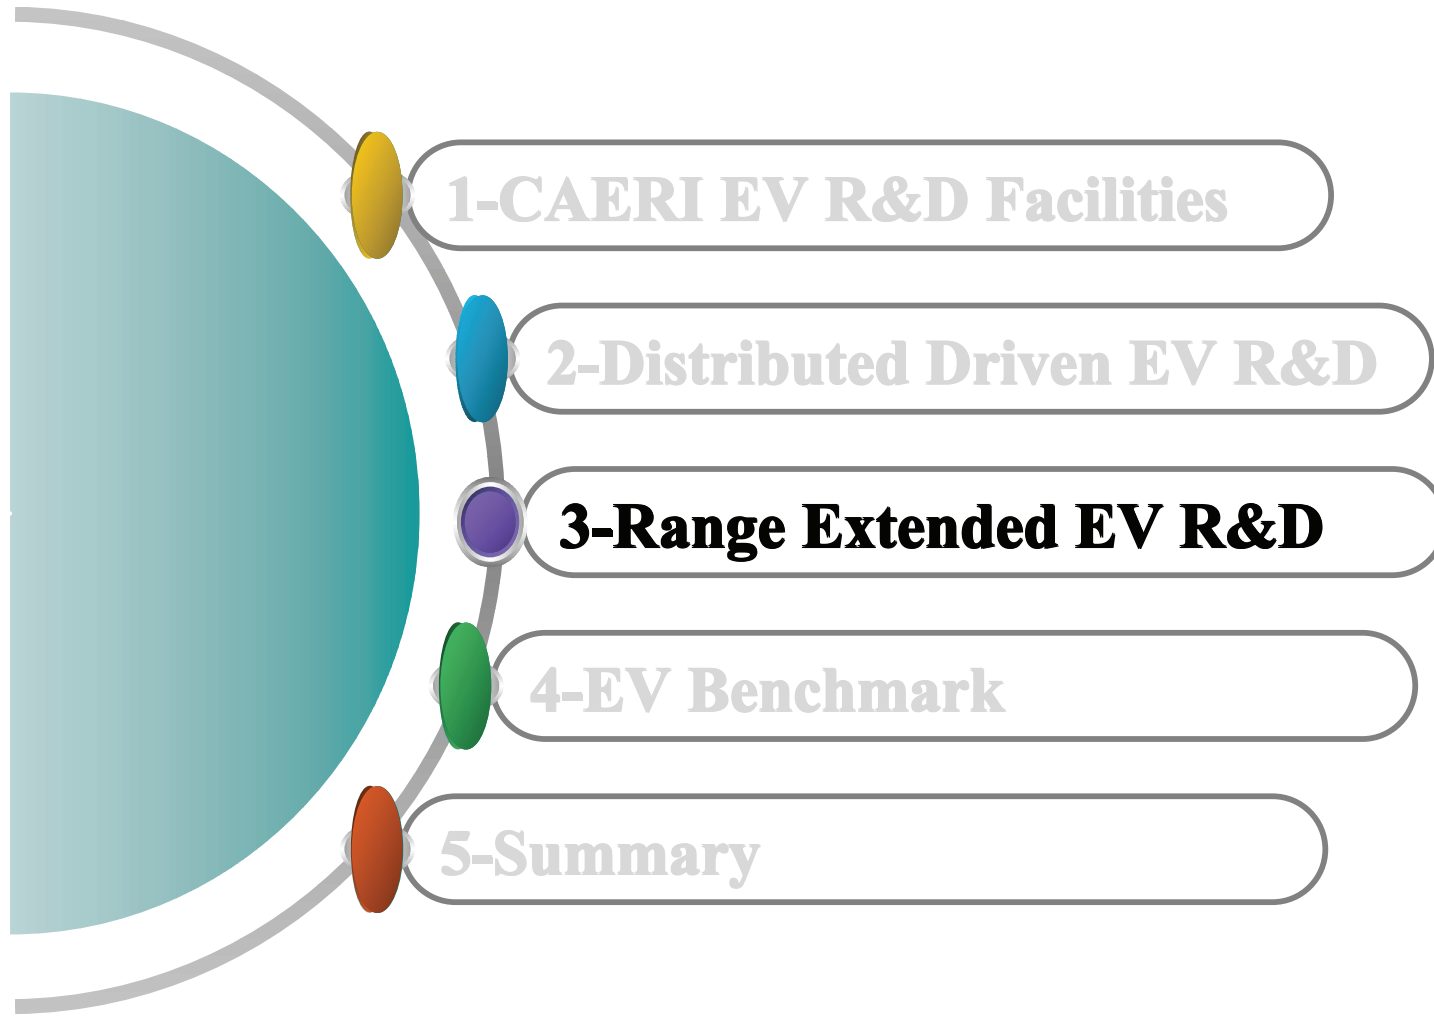 1-CAERI EV R&D Facilities
2-Distributed Driven EV R&D
3-Range Extended EV R&D
4-EV Benchmark
5-Summary